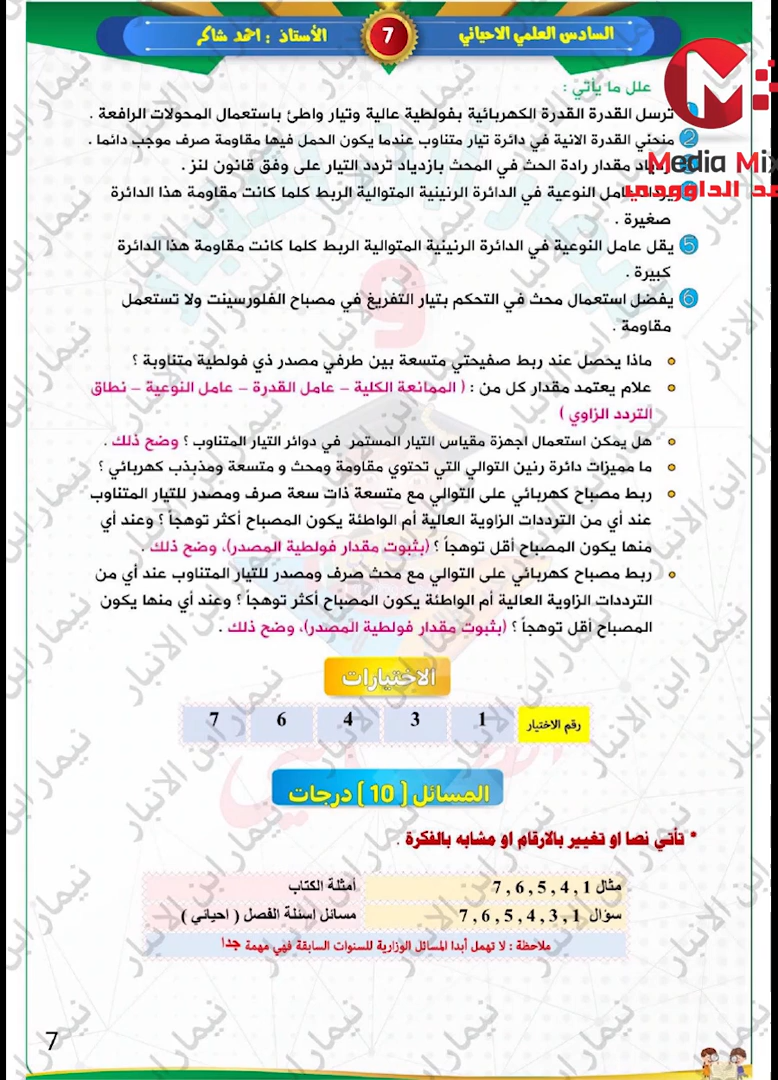 السادس العلمي الاحيائي
7
الأستاذ : احمد شاكر
علل ما يأتي :
ترسل القدرة القدرة الكهربائية بفولطية عالية وتيار واطئ باستعمال المحولات الرافعة .
2 منحني القدرة الانية في دائرة تيار متناوب عندما يكون الحمل فيها مقاومة صرف موجب دائما .
مقدار رادة الحث في المحث بازدياد تردد التيار على وفق قانون لنز .
عامل النوعية في الدائرة الرنينية المتوالية الربط كلما كانت مقاومة هذا الدائرة
صغيرة .
5 يقل عامل النوعية في الدائرة الرنينية المتوالية الربط كلما كانت مقاومة هذا الدائرة
كبيرة .
6 يفضل استعمال محث في التحكم بتيار التفريغ في مصباح الفلورسينت ولا تستعمل
مقاومة .
Media Mix
الداوودي
ماذا يحصل عند ربط صفيحتي متسعة بين طرفي مصدر ذي فولطية متناوبة ؟
علام يعتمد مقدار كل من : ( الممانعة الكلية – عامل القدرة – عامل النوعية – نطاق
التردد الزاوي )
هل يمكن استعمال اجهزة مقياس التيار المستمر في دوائر التيار المتناوب ؟ وضح ذلك .
ما مميزات دائرة رنين التوالي التي تحتوي مقاومة ومحث و متسعة ومذبذب كهربائي ؟
ربط مصباح كهربائي على التوالي مع متسعة ذات سعة صرف ومصدر للتيار المتناوب
عند أي من الترددات الزاوية العالية أم الواطئة يكون المصباح أكثر توهجاً ؟ وعند أي
منها يكون المصباح أقل توهجاً ؟ (بثبوت مقدار فولطية المصدر)، وضح ذلك .
ربط مصباح كهربائي على التوالي مع محث صرف ومصدر للتيار المتناوب عند أي من
الترددات الزاوية العالية أم الواطئة يكون المصباح أكثر توهجاً ؟ وعند أي منها يكون
المصباح أقل توهجاً ؟ (بثبوت مقدار فولطية المصدر)، وضح ذلك .
الاختيارات
رقم الاختيار 1 3 4 6 7
المسائل ( 10 ) درجات
* تأتي نصا او تغيير بالارقام او مشابه بالفكرة .
مثال 1 , 4 , 5 , 6 , 7 أمثلة الكتاب
سؤال 1 , 3 , 4 , 5 , 6 , 7 مسائل اسئلة الفصل ( احيائي )
ملاحظة : لا تهمل أبدا المسائل الوزارية للسنوات السابقة فهي مهمة جدا
7